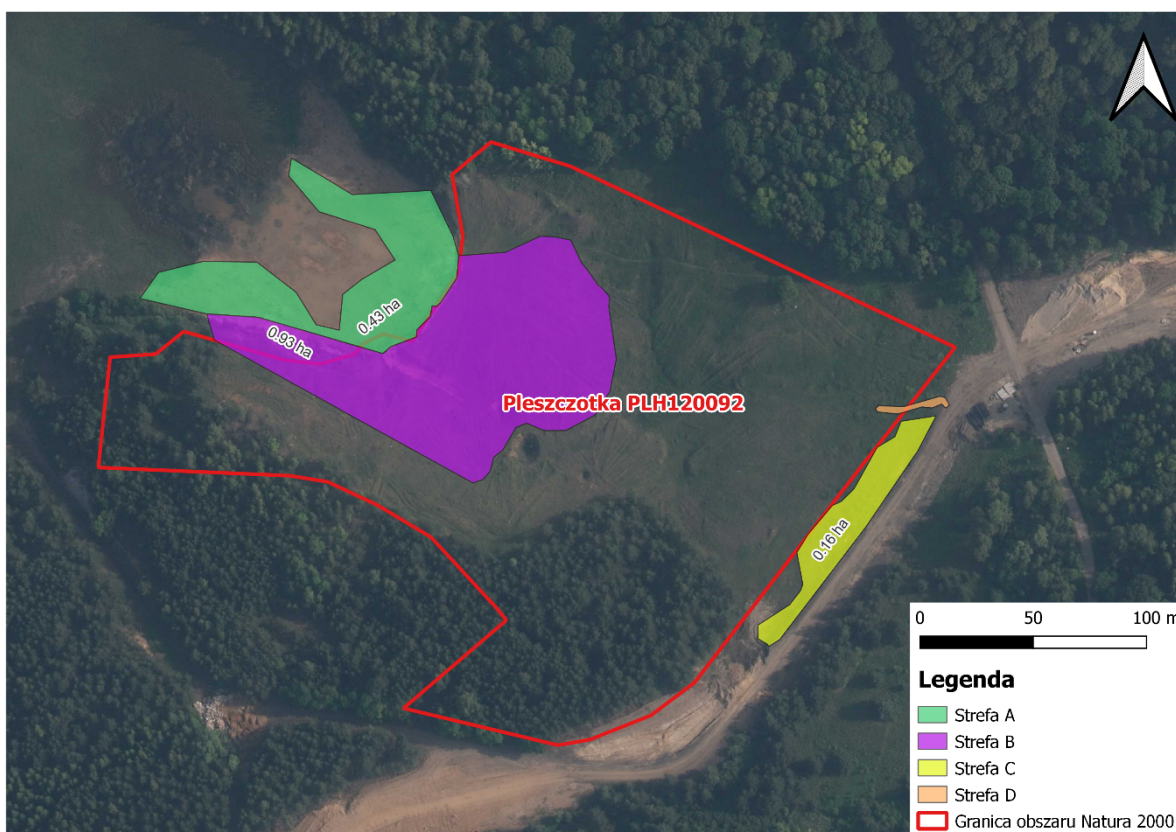 0.43 ha
0.93 ha
Pleszczotka PLH120092
0.16 ha
0 50 100 m
Legenda
Strefa A
Strefa B
Strefa C
Strefa D
Granica obszaru Natura 2000